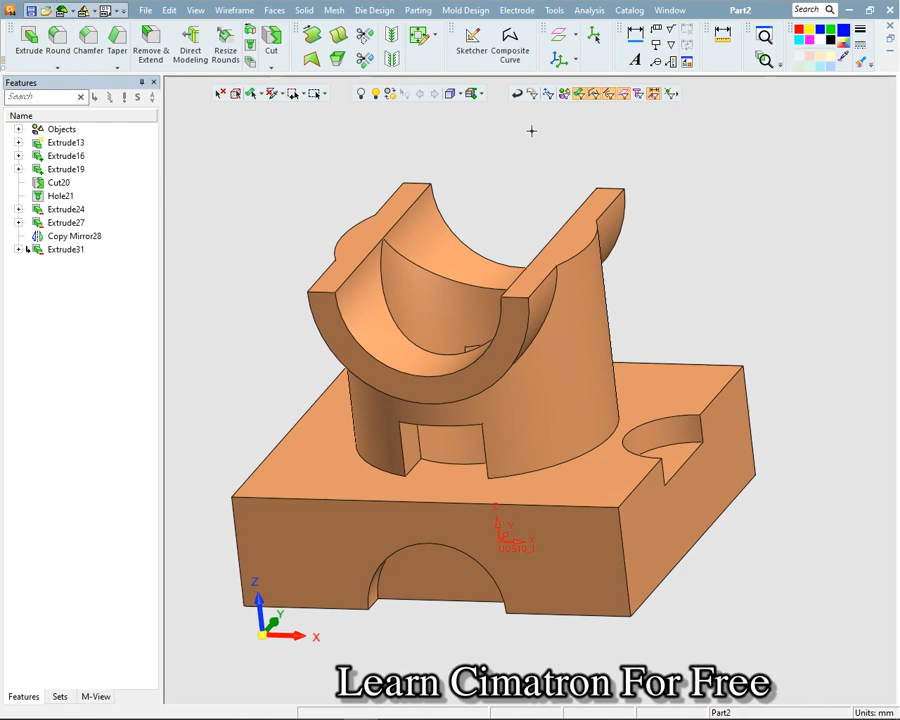 File Edit View Wireframe Faces Solid Mesh Die Design Parting Mold Design Electrode Tools Analysis Catalog Window Part2 Search
Extrude Round Chamfer Taper Remove & Extend Direct Modeling Resize Rounds Cut Sketcher Composite Curve
Features
Search
Name
Objects
Extrude13
Extrude16
Extrude19
Cut20
Hole21
Extrude24
Extrude27
Copy Mirror28
Extrude31
Z
Y
X
UCS10_1
Z
Y
X
Learn Cimatron For Free
Features Sets M-View
Part2 Units: mm